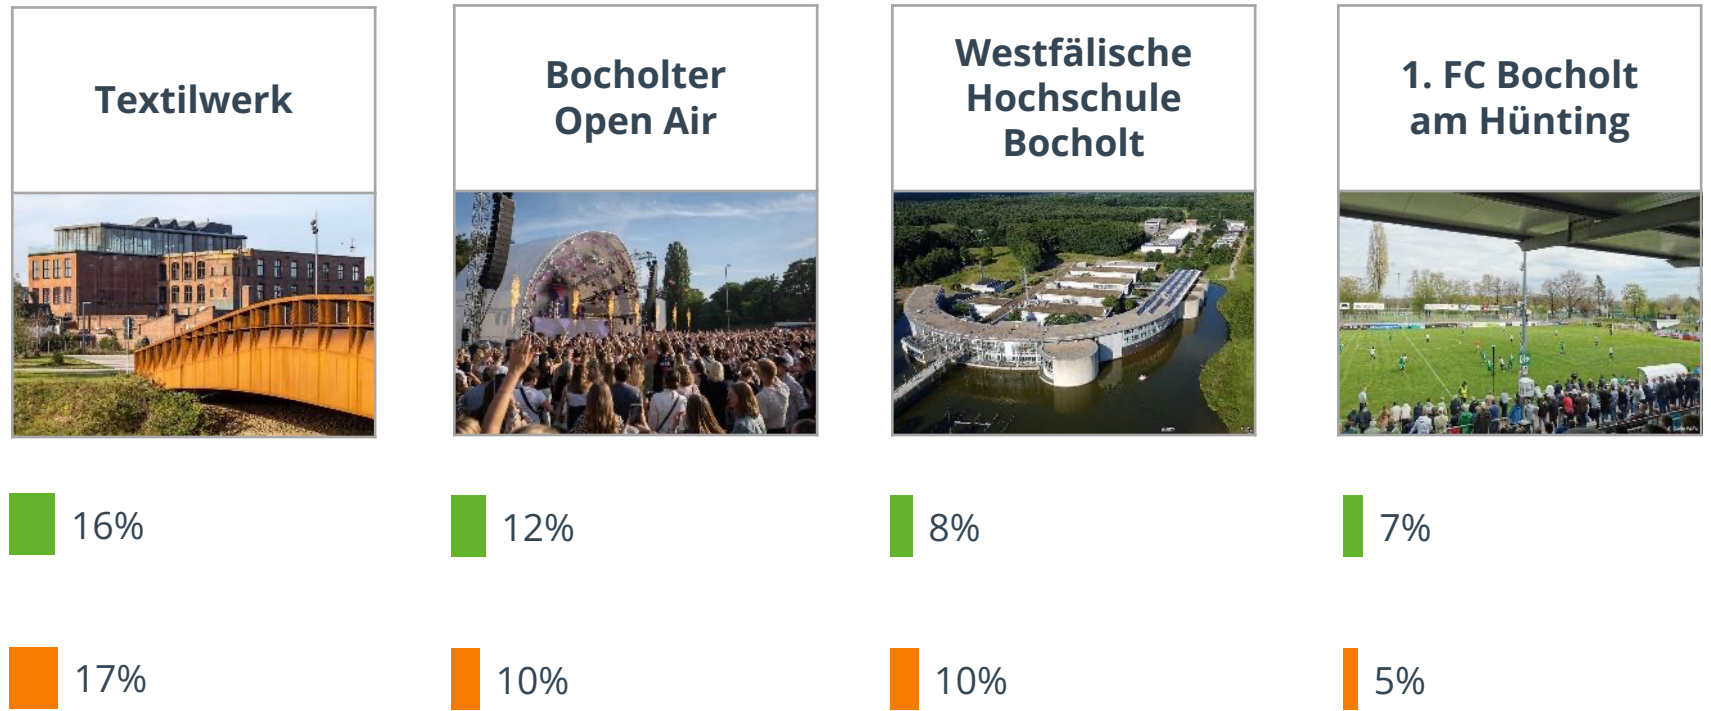 Textilwerk
Bocholter
Open Air
Westfälische
Hochschule
Bocholt
1. FC Bocholt
am Hünting
16%
12%
8%
7%
17%
10%
10%
5%